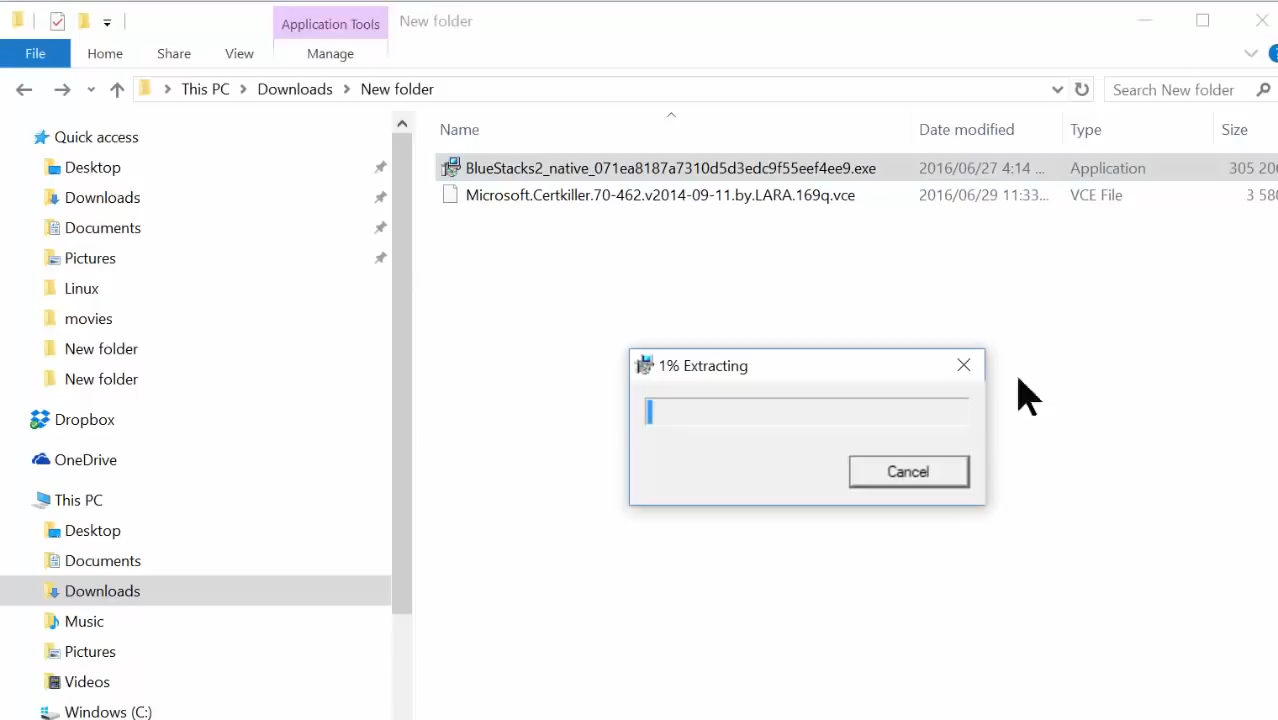 Application Tools New folder
File Home Share View Manage
This PC Downloads New folder Search New folder
Name Date modified Type Size
BlueStacks2_native_071ea8187a7310d5d3edc9f55eef4ee9.exe 2016/06/27 4:14 ... Application 305 20
Microsoft.Certkiller.70-462.v2014-09-11.by.LARA.169q.vce 2016/06/29 11:33... VCE File 3 58
Quick access
Desktop
Downloads
Documents
Pictures
Linux
movies
New folder
New folder
Dropbox
OneDrive
This PC
Desktop
Documents
Downloads
Music
Pictures
Videos
Windows (C:)
1% Extracting
Cancel